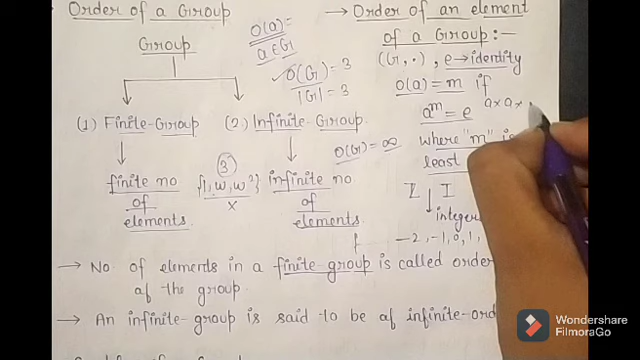 Order of a Group
Group
(1) Finite-Group (2) Infinite-Group
finite no
of
elements
{1, w, w²}
x
3
infinite no
of
elements
O(a) =
a ∈ G
✓ O(G) = 3
|G| = 3
O(G) = ∞
→ Order of an element
of a Group :-
(G, ·), e → identity
O(a) = m if
aᵐ = e a × a ×
where "m" is
least
Z I
integer
-2, -1, 0, 1,
→ No of elements in a finite group is called order
of the group
→ An infinite-group is said to be of infinite-ord
Wondershare
FilmoraGo